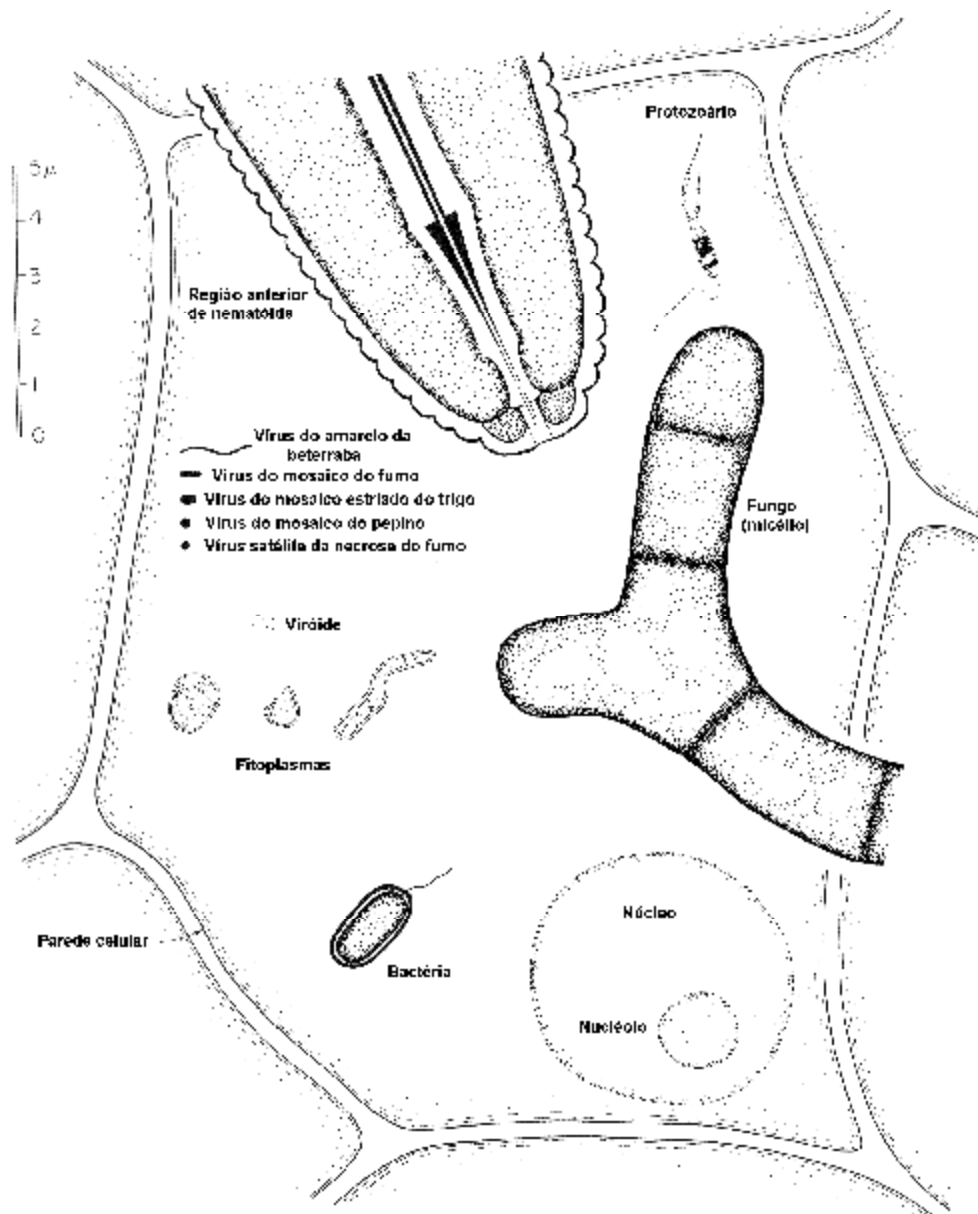 Protozoário
5 μ
4
3
2
1
0
Região anterior
de nematóide
Vírus do amarelo da
beterraba
Vírus do mosaico do fumo
Vírus do mosaico estriado do trigo
Vírus do mosaico do pepino
Vírus satélite da necrose do fumo
Fungo
(micélio)
Viróide
Fitoplasmas
Núcleo
Parede celular
Bactéria
Nucléolo